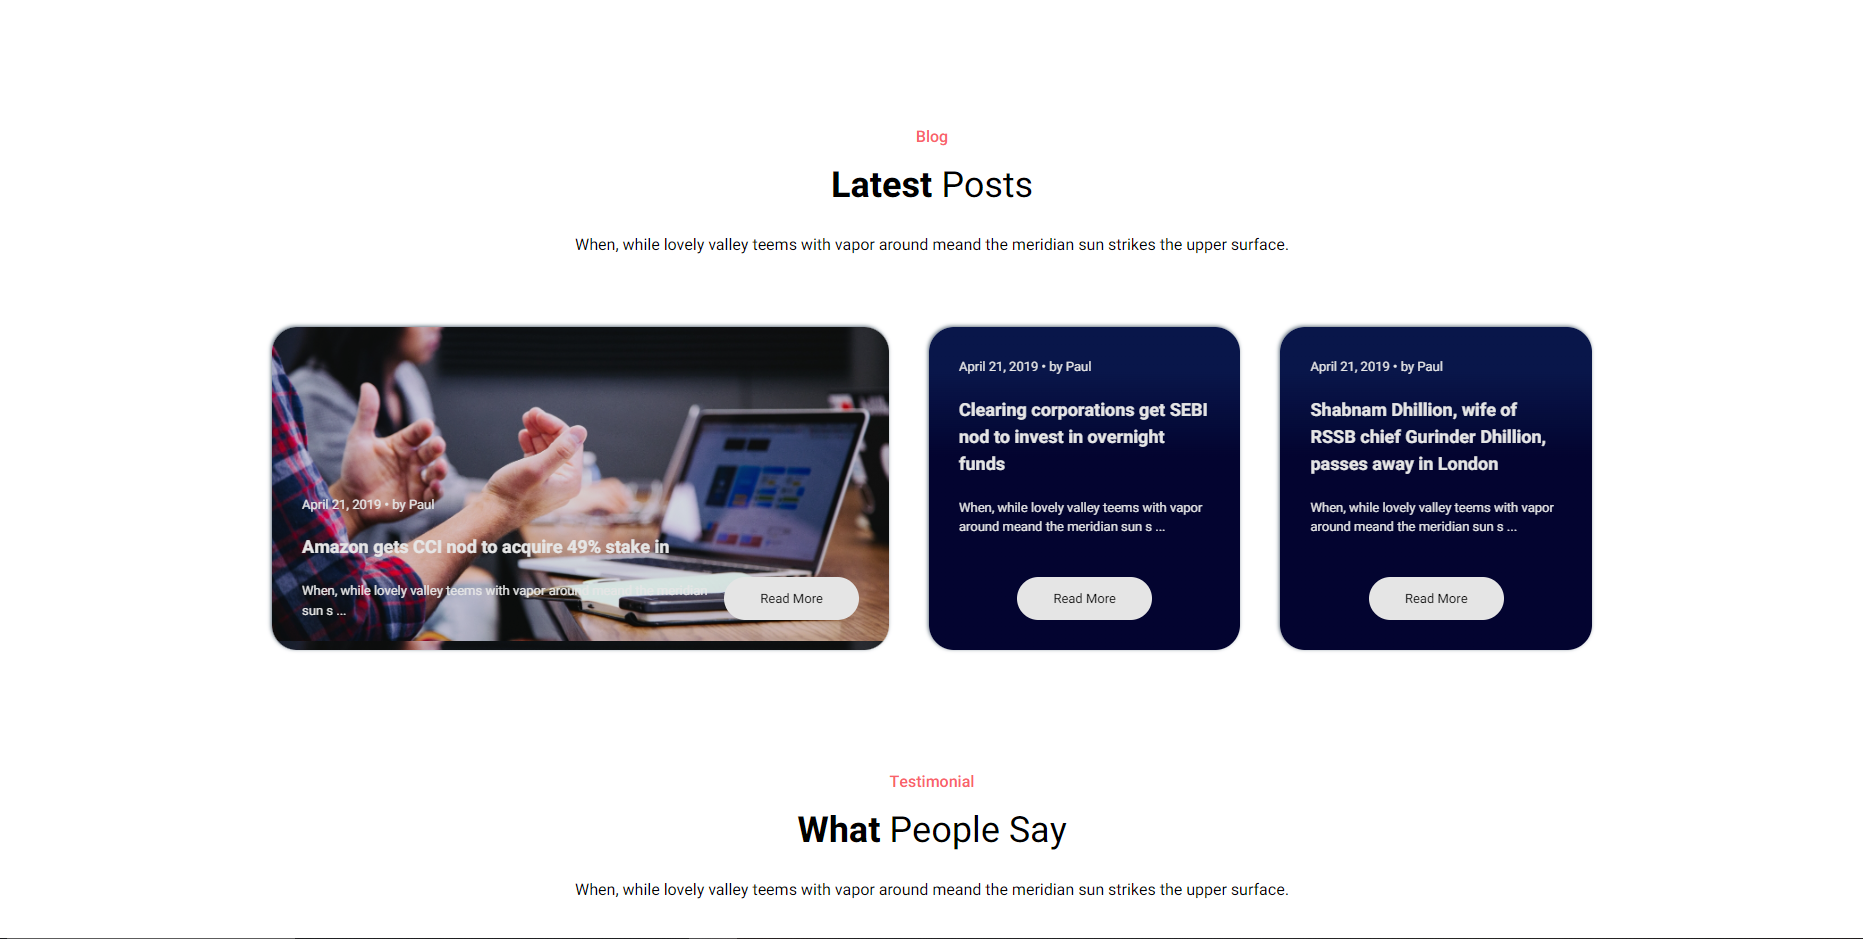 Blog
Latest Posts
When, while lovely valley teems with vapor around meand the meridian sun strikes the upper surface.
April 21, 2019 • by Paul
Amazon gets CCI nod to acquire 49% stake in
When, while lovely valley teems with vapor around meand the meridian
sun s ...
Read More
April 21, 2019 • by Paul
Clearing corporations get SEBI
nod to invest in overnight
funds
When, while lovely valley teems with vapor
around meand the meridian sun s ...
Read More
April 21, 2019 • by Paul
Shabnam Dhillion, wife of
RSSB chief Gurinder Dhillion,
passes away in London
When, while lovely valley teems with vapor
around meand the meridian sun s ...
Read More
Testimonial
What People Say
When, while lovely valley teems with vapor around meand the meridian sun strikes the upper surface.